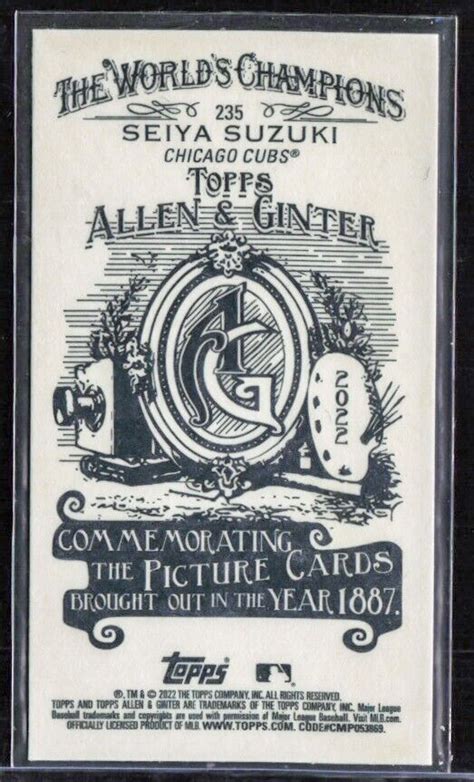 THE WORLD'S CHAMPIONS
235
SEIYA SUZUKI
CHICAGO CUBS®
TOPPS
ALLEN & GINTER
AG
2022
COMMEMORATING
THE PICTURE CARDS
BROUGHT OUT IN THE YEAR 1887.
topps
®, TM & © 2022 THE TOPPS COMPANY, INC. ALL RIGHTS RESERVED.
TOPPS AND TOPPS ALLEN & GINTER ARE TRADEMARKS OF THE TOPPS COMPANY, INC. Major League
Baseball trademarks and copyrights are used with permission of Major League Baseball. Visit MLB.com.
OFFICIALLY LICENSED PRODUCT OF MLB WWW.TOPPS.COM. CODE#CMP053869.